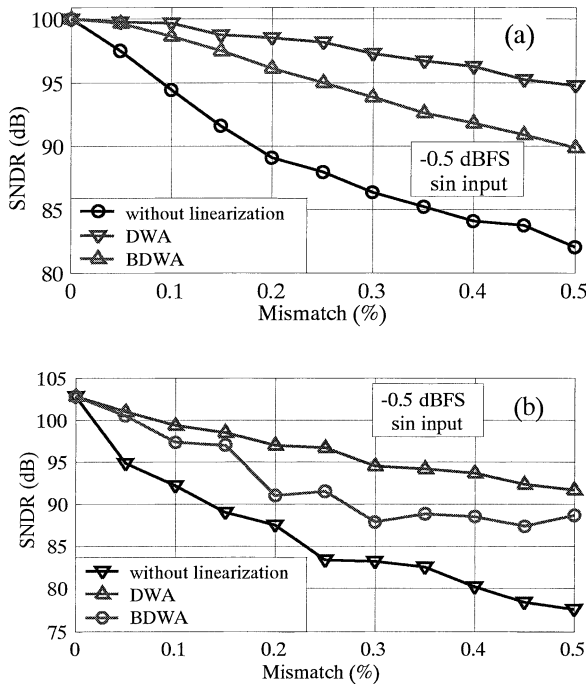 100
95
90
85
80
SNDR (dB)
(a)
-0.5 dBFS
sin input
without linearization
DWA
BDWA
0
0.1
0.2
0.3
0.4
0.5
Mismatch (%)
105
100
95
90
85
80
75
SNDR (dB)
-0.5 dBFS
sin input
(b)
without linearization
DWA
BDWA
0
0.1
0.2
0.3
0.4
0.5
Mismatch (%)